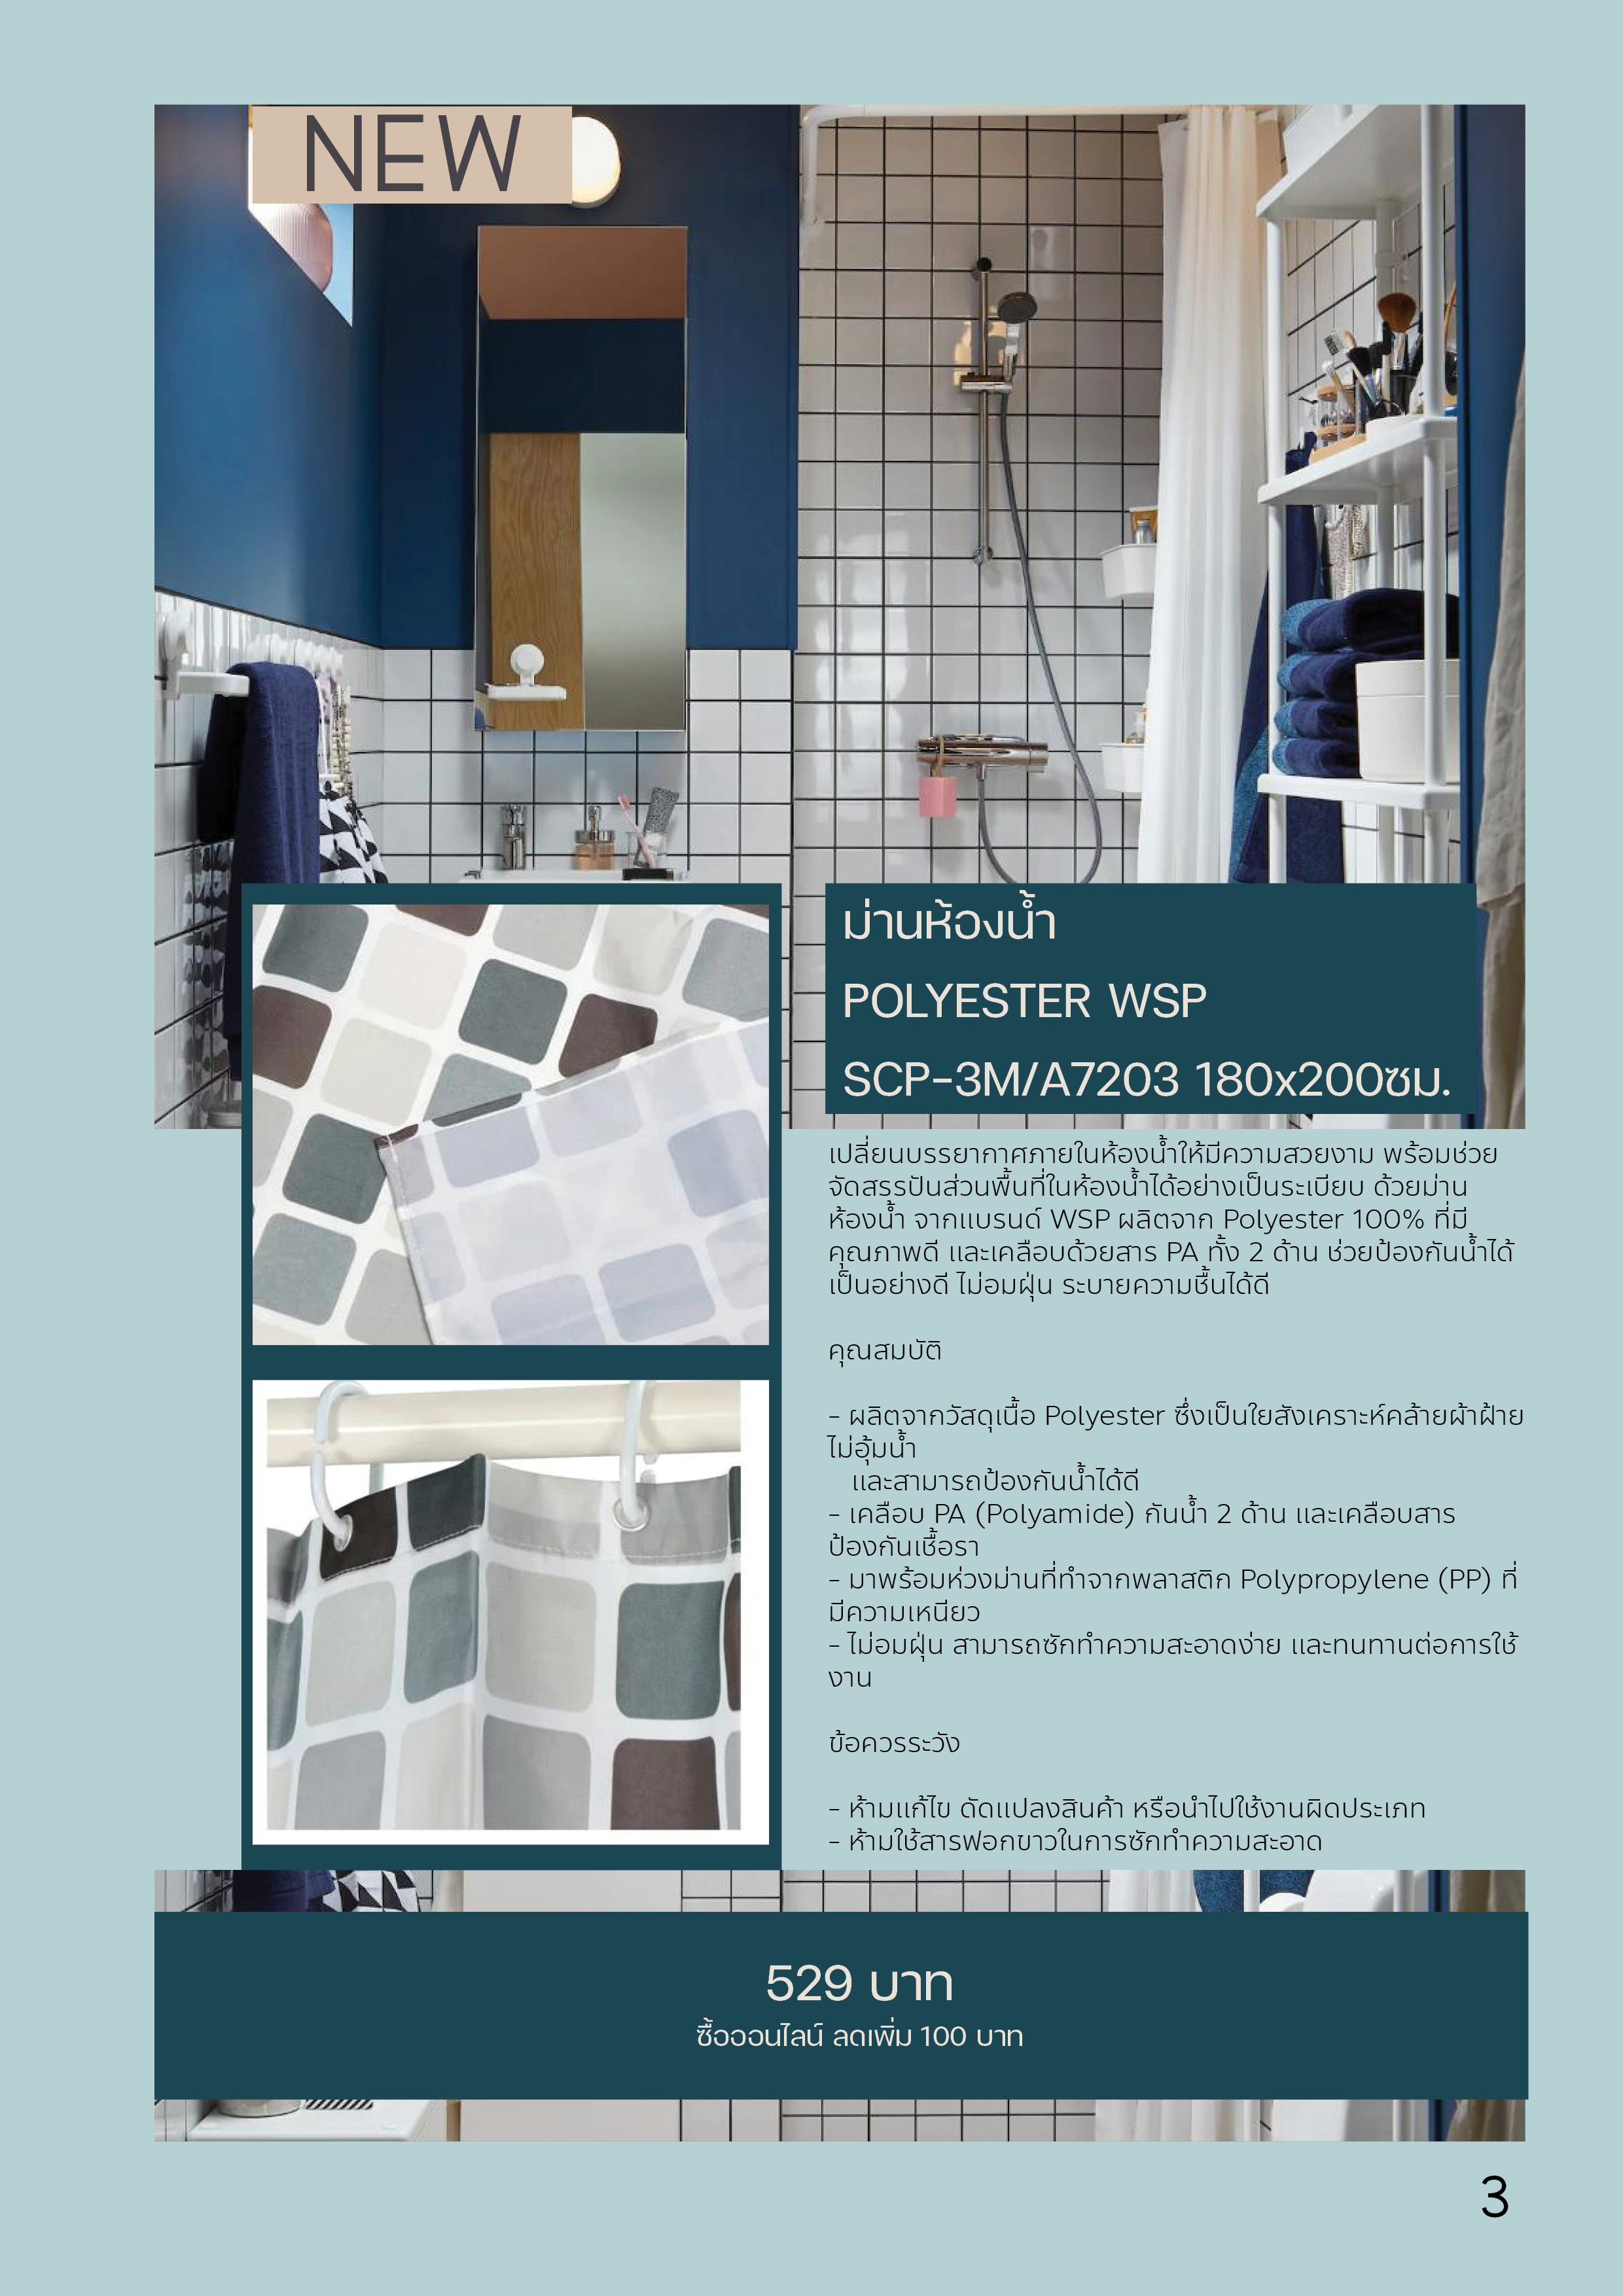 NEW
ม่านห้องน้ำ
POLYESTER WSP
SCP-3M/A7203 180x200ซม.
เปลี่ยนบรรยากาศภายในห้องน้ำให้มีความสวยงาม พร้อมช่วย
จัดสรรปันส่วนพื้นที่ในห้องน้ำได้อย่างเป็นระเบียบ ด้วยม่าน
ห้องน้ำ จากแบรนด์ WSP ผลิตจาก Polyester 100% ที่มี
คุณภาพดี และเคลือบด้วยสาร PA ทั้ง 2 ด้าน ช่วยป้องกันน้ำได้
เป็นอย่างดี ไม่อมฝุ่น ระบายความชื้นได้ดี
คุณสมบัติ
- ผลิตจากวัสดุเนื้อ Polyester ซึ่งเป็นใยสังเคราะห์คล้ายผ้าฝ้าย
ไม่อุ้มน้ำ
และสามารถป้องกันน้ำได้ดี
- เคลือบ PA (Polyamide) กันน้ำ 2 ด้าน และเคลือบสาร
ป้องกันเชื้อรา
- มาพร้อมห่วงม่านที่ทำจากพลาสติก Polypropylene (PP) ที่
มีความเหนียว
- ไม่อมฝุ่น สามารถซักทำความสะอาดง่าย และทนทานต่อการใช้
งาน
ข้อควรระวัง
- ห้ามแก้ไข ดัดแปลงสินค้า หรือนำไปใช้งานผิดประเภท
- ห้ามใช้สารฟอกขาวในการซักทำความสะอาด
529 บาท
ซื้อออนไลน์ ลดเพิ่ม 100 บาท
3